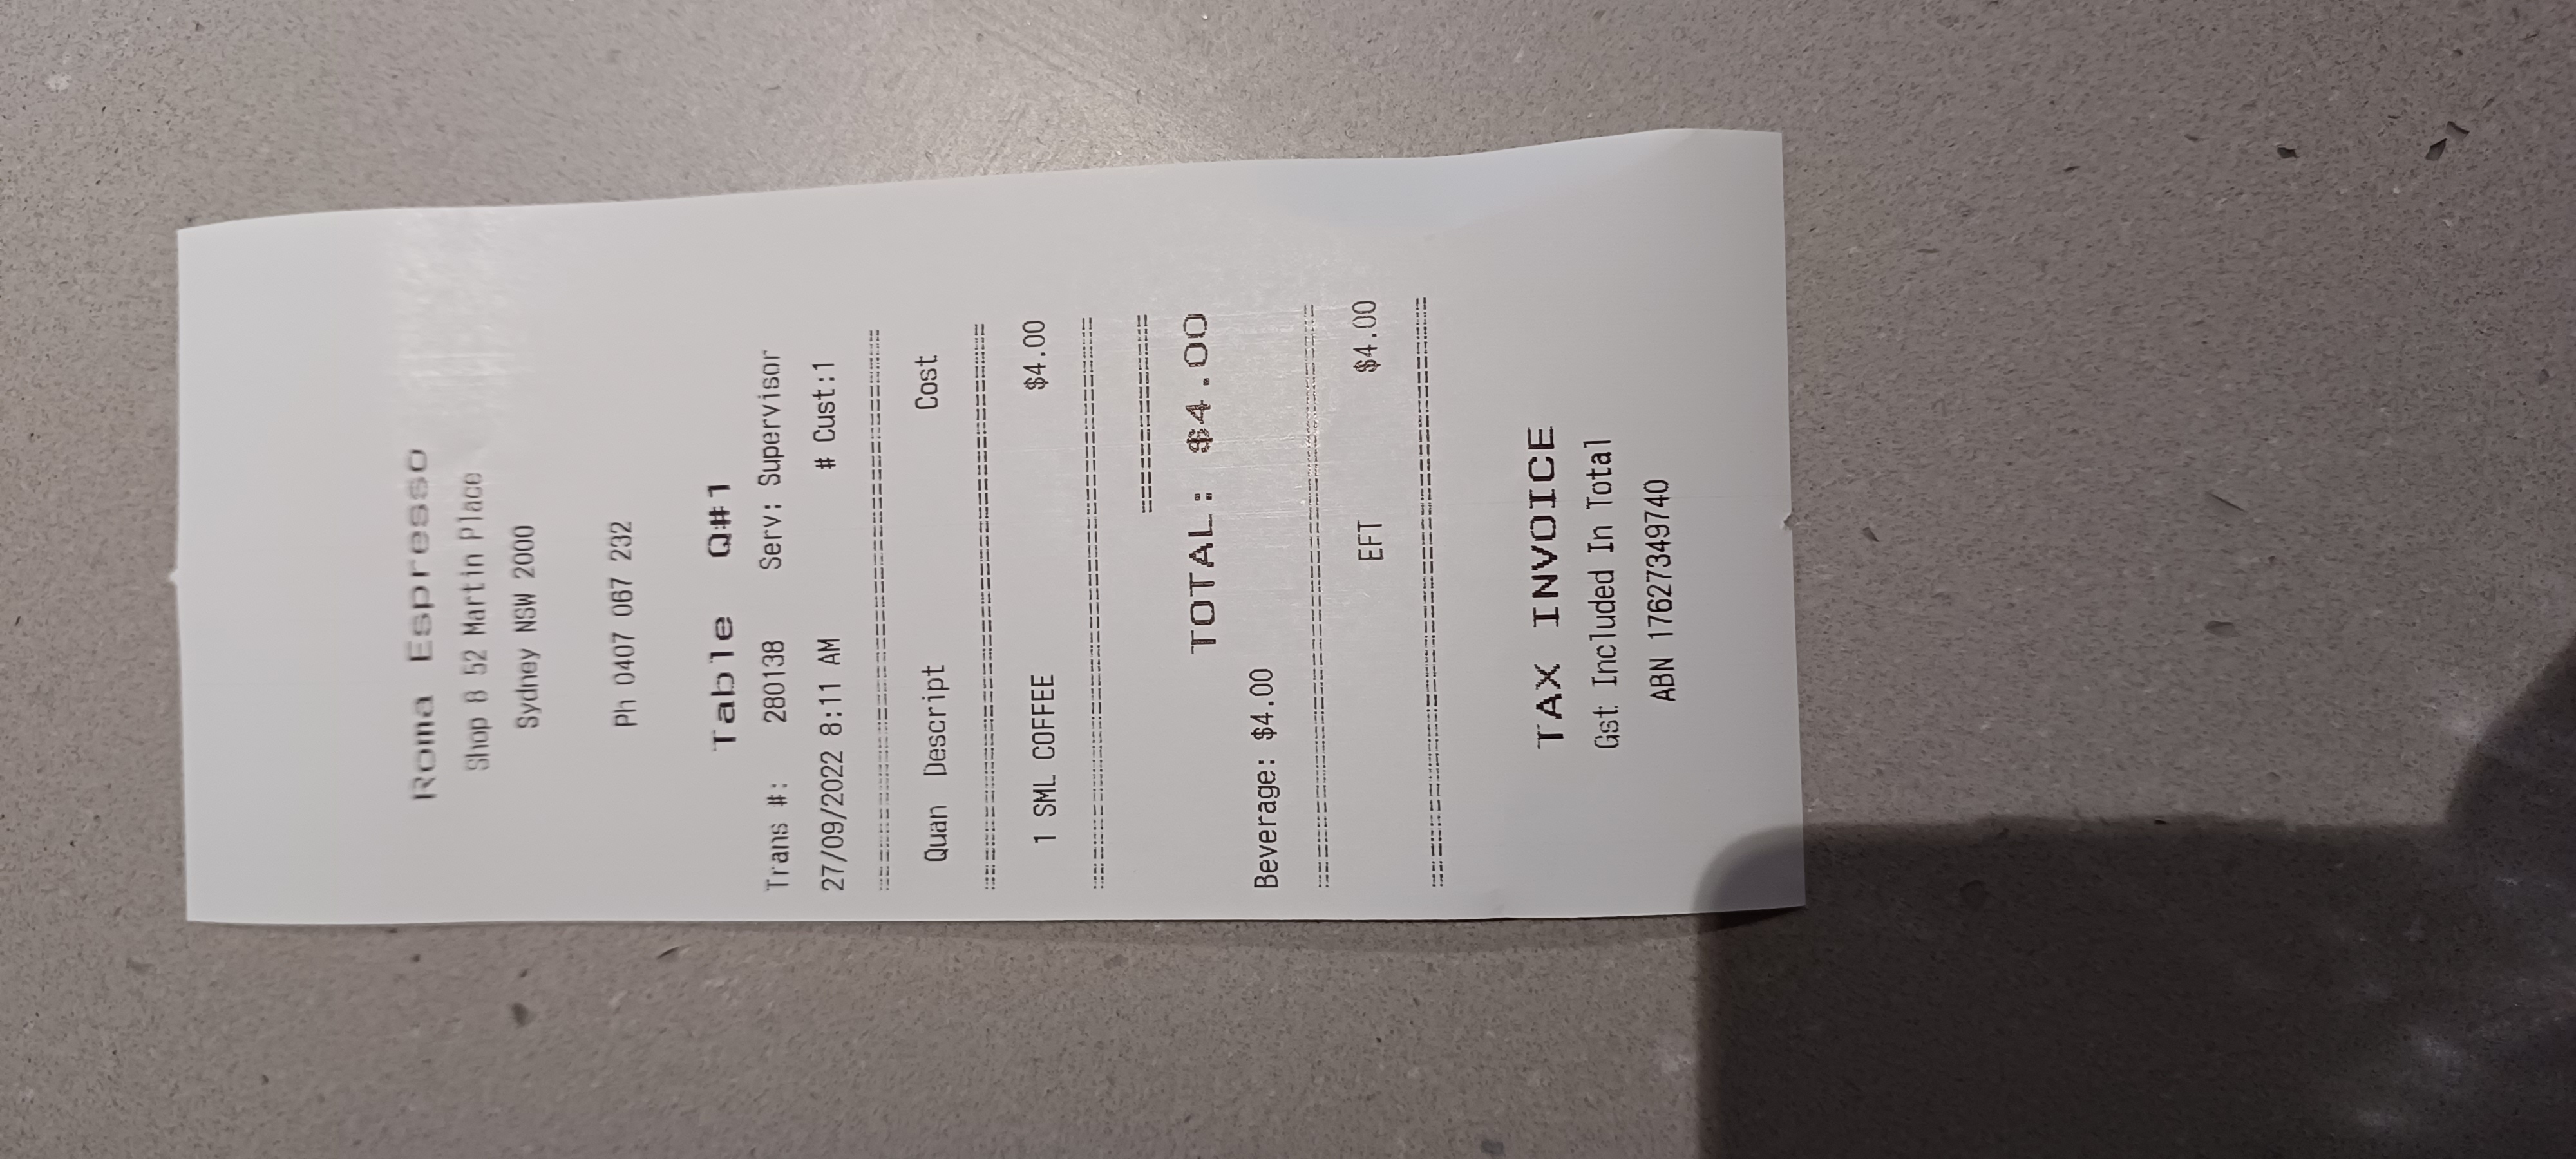 Roma Espresso
Shop 8 52 Martin Place
Sydney NSW 2000
Ph 0407 067 232
Table Q#1
Trans #: 280138 Serv: Supervisor
27/09/2022 8:11 AM # Cust:1
========================================
Quan Descript Cost
========================================
1 SML COFFEE $4.00
========================================
==============
TOTAL: $4.00
Beverage: $4.00
========================================
EFT $4.00
========================================
TAX INVOICE
Gst Included In Total
ABN 17627349740